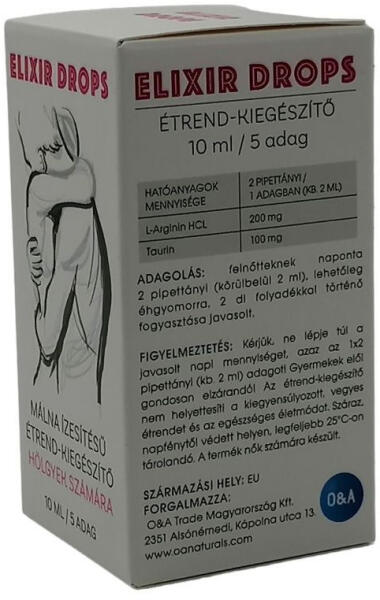 ELIXIR DROPS
MÁLNA ÍZESÍTÉSŰ
ÉTREND-KIEGÉSZÍTŐ
HÖLGYEK SZÁMÁRA
10 ML / 5 ADAG
ELIXIR DROPS
ÉTREND-KIEGÉSZÍTŐ
10 ml / 5 adag
HATÓANYAGOK MENNYISÉGE
2 PIPETTÁNYI / 1 ADAGBAN (KB. 2 ML)
L-Arginin HCL 200 mg
Taurin 100 mg
ADAGOLÁS: felnőtteknek naponta
2 pipettányi (körülbelül 2 ml), lehetőleg
éhgyomorra, 2 dl folyadékkal történő
fogyasztása javasolt.
FIGYELMEZTETÉS: Kérjük, ne lépje túl a
javasolt napi mennyiséget, azaz az 1x2
pipettányi (kb. 2 ml) adagot! Gyermekek elől
gondosan elzárandó! Az étrend-kiegészítő
nem helyettesíti a kiegyensúlyozott, vegyes
étrendet és az egészséges életmódot. Száraz,
napfénytől védett helyen, legfeljebb 25°C-on
tárolandó. A termék nők számára készült.
SZÁRMAZÁSI HELY: EU
FORGALMAZZA:
O&A Trade Magyarország Kft.
2351 Alsónémedi, Kápolna utca 13.
www.oanaturals.com
O&A